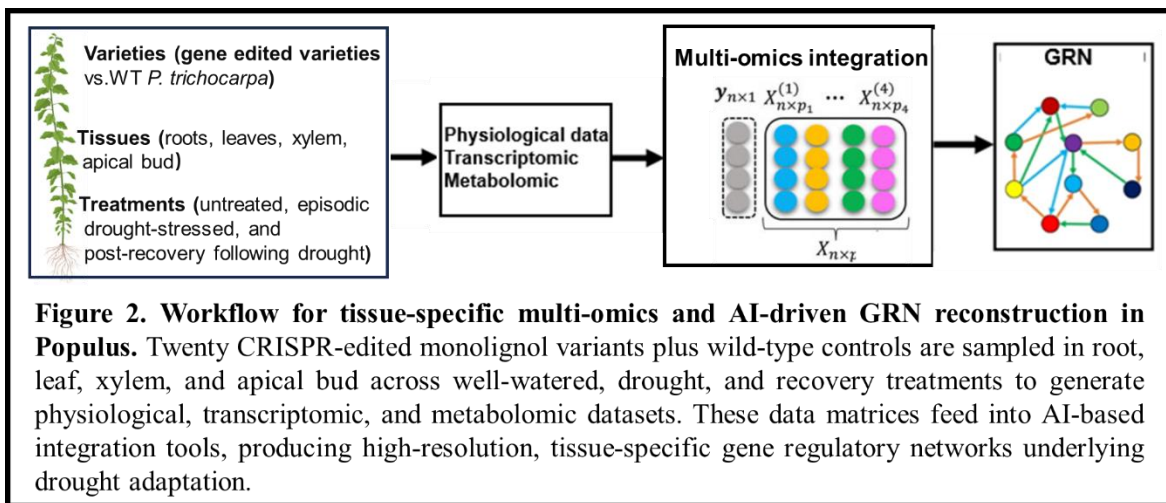 Varieties (gene edited varieties
vs.WT P. trichocarpa)
Tissues (roots, leaves, xylem,
apical bud)
Treatments (untreated, episodic
drought-stressed, and
post-recovery following drought)
Physiological data
Transcriptomic
Metabolomic
Multi-omics integration
y_{n×1} X^{(1)}_{n×p_1} ... X^{(4)}_{n×p_4}
GRN
Figure 2. Workflow for tissue-specific multi-omics and AI-driven GRN reconstruction in
Populus. Twenty CRISPR-edited monolignol variants plus wild-type controls are sampled in root,
leaf, xylem, and apical bud across well-watered, drought, and recovery treatments to generate
physiological, transcriptomic, and metabolomic datasets. These data matrices feed into AI-based
integration tools, producing high-resolution, tissue-specific gene regulatory networks underlying
drought adaptation.